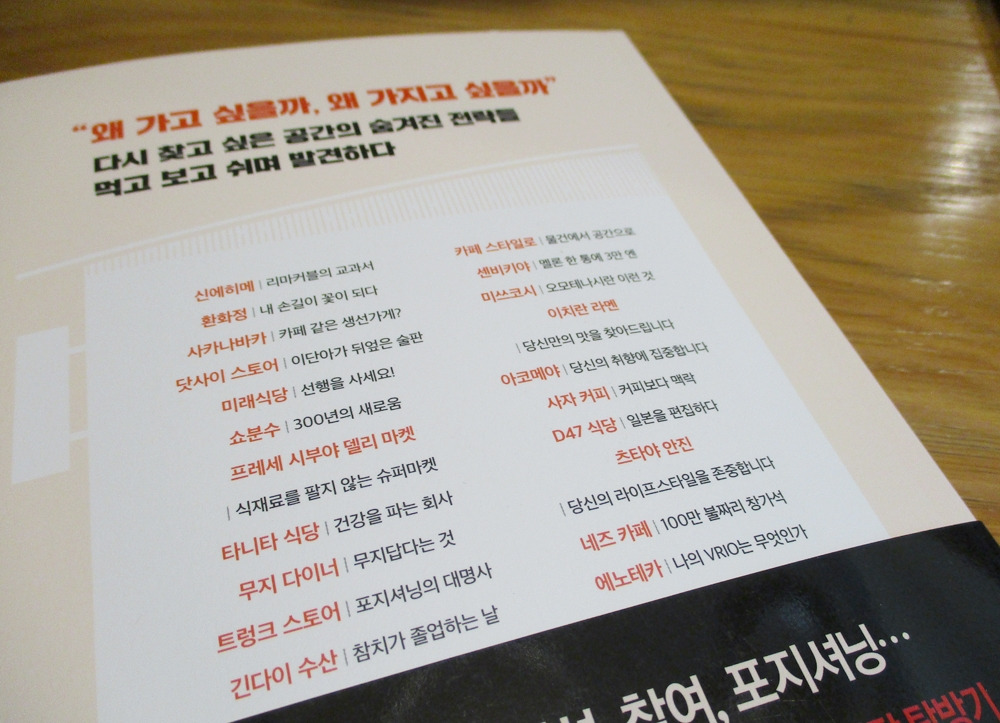 “왜 가고 싶을까, 왜 가지고 싶을까”
다시 찾고 싶은 공간의 숨겨진 전략들
먹고 보고 쉬며 발견하다
신에히메 | 리마커블의 교과서
환화정 | 내 손길이 꽃이 되다
사카나바카 | 카페 같은 생선가게?
닷사이 스토어 | 이단아가 뒤엎은 술판
미래식당 | 선행을 사세요!
쇼분수 | 300년의 새로움
프레세 시부야 델리 마켓
| 식재료를 팔지 않는 슈퍼마켓
타니타 식당 | 건강을 파는 회사
무지 다이너 | 무지답다는 것
트렁크 스토어 | 포지셔닝의 대명사
긴다이 수산 | 참치가 졸업하는 날
카페 스타일로 | 물건에서 공간으로
센비키야 | 멜론 한 통에 3만 엔
미쓰코시 | 오모테나시란 이런 것
이치란 라멘
| 당신만의 맛을 찾아드립니다
아코메야 | 당신의 취향에 집중합니다
사자 커피 | 커피보다 맥락
D47 식당 | 일본을 편집하다
츠타야 안진
| 당신의 라이프스타일을 존중합니다
네즈 카페 | 100만 불짜리 창가석
에노테카 | 나의 VRIO는 무엇인가
참여, 포지셔닝…